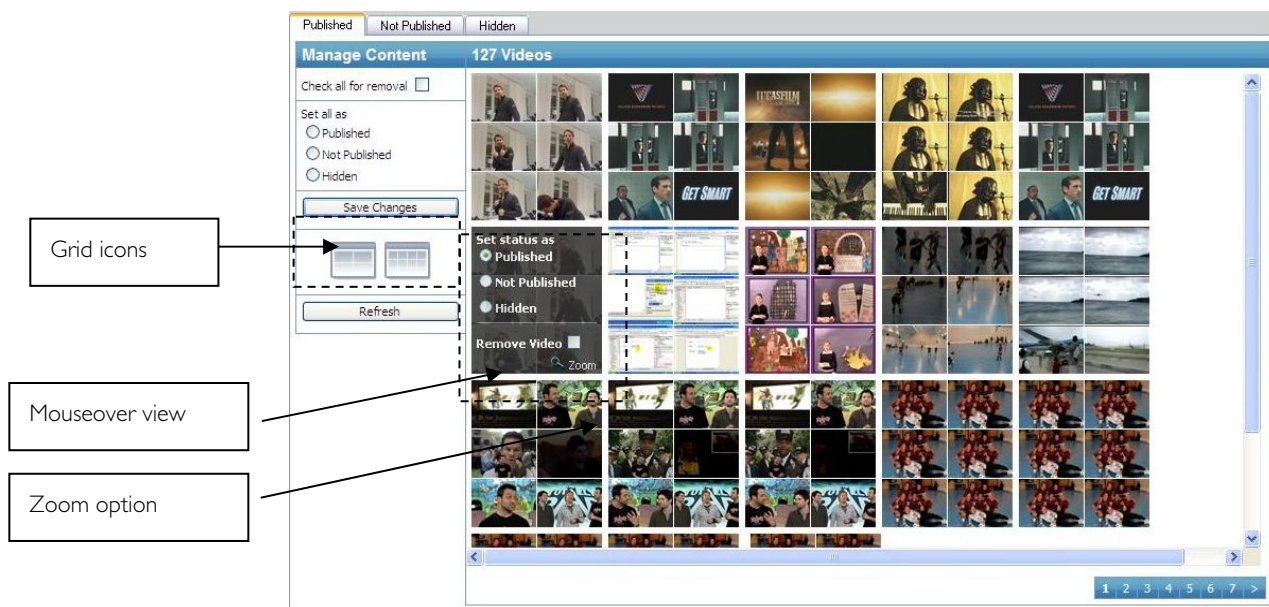 Published Not Published Hidden
Manage Content
127 Videos
Check all for removal
Set all as
Published
Not Published
Hidden
Save Changes
Refresh
Grid icons
Mouseover view
Zoom option
LUCASFILM
GET SMART
GET SMART
Set status as
Published
Not Published
Hidden
Remove Video
Zoom
1 2 3 4 5 6 7 >